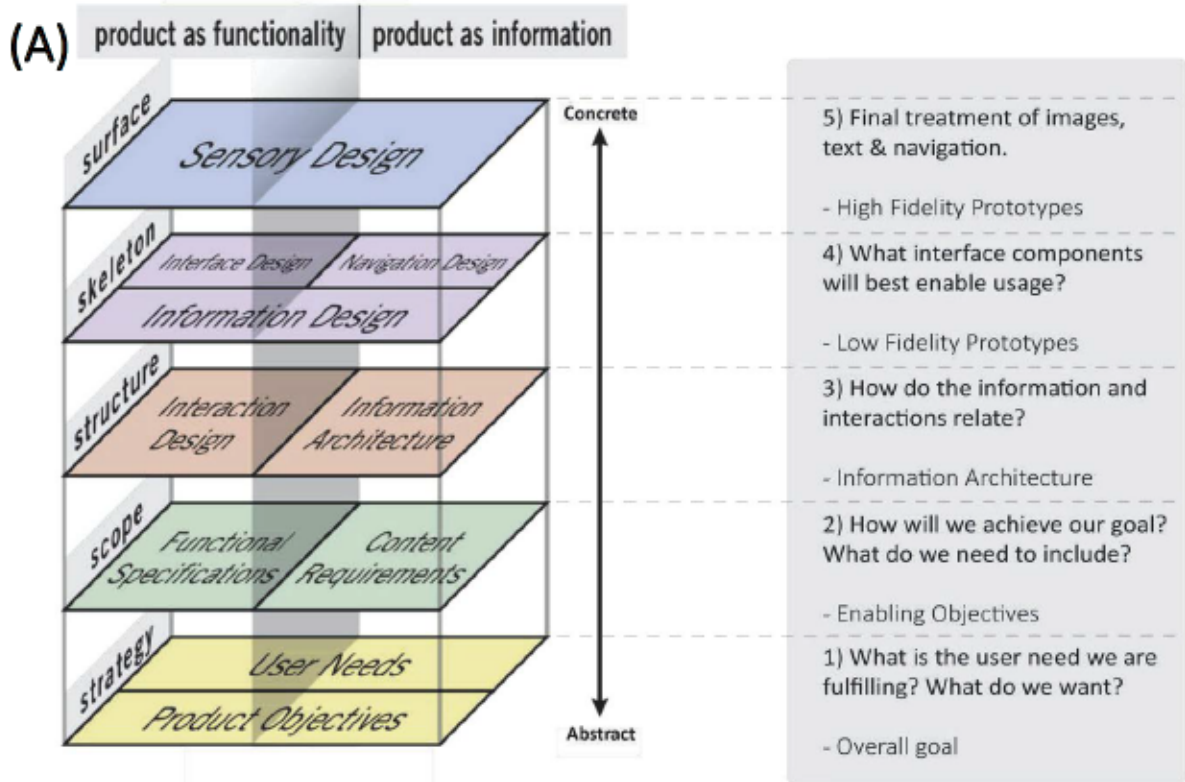 (A)
product as functionality | product as information
surface
Sensory Design
Concrete
5) Final treatment of images,
text & navigation.
- High Fidelity Prototypes
skeleton
Interface Design
Navigation Design
Information Design
4) What interface components
will best enable usage?
- Low Fidelity Prototypes
structure
Interaction
Design
Information
Architecture
3) How do the information and
interactions relate?
- Information Architecture
scope
Functional
Specifications
Content
Requirements
2) How will we achieve our goal?
What do we need to include?
- Enabling Objectives
strategy
User Needs
Product Objectives
Abstract
1) What is the user need we are
fulfilling? What do we want?
- Overall goal